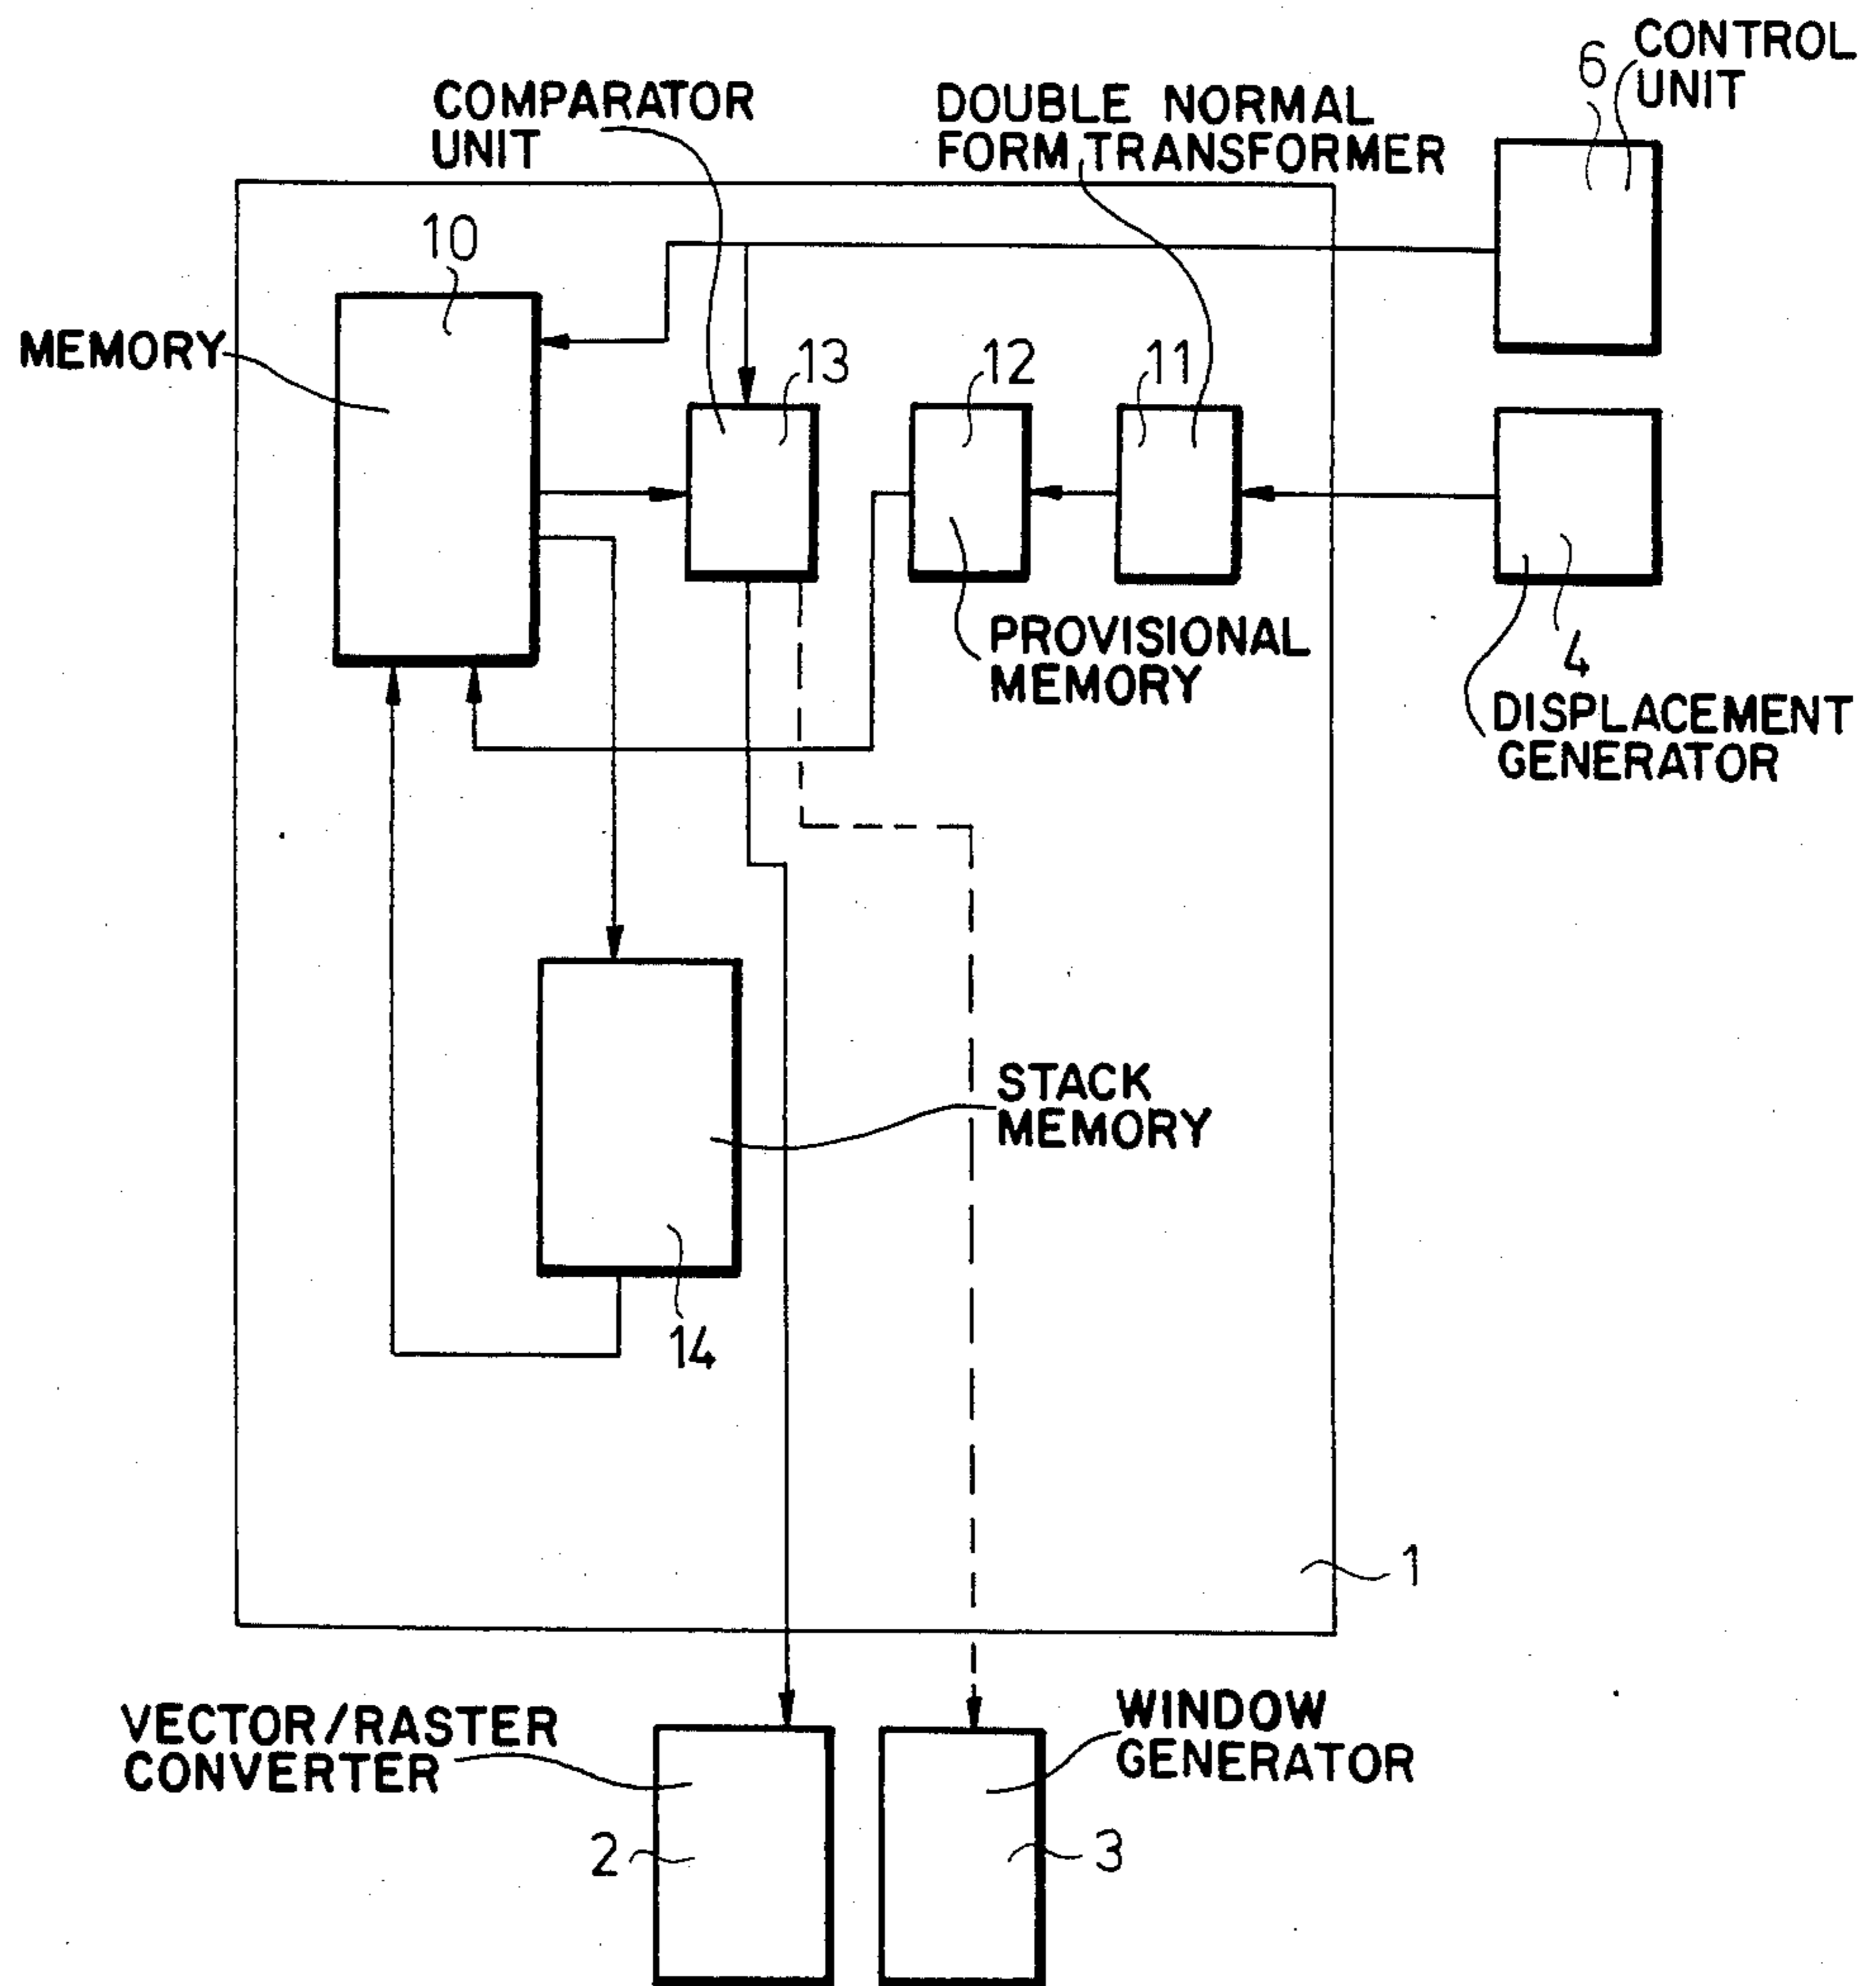 CONTROL
UNIT
6
COMPARATOR
UNIT
DOUBLE NORMAL
FORM TRANSFORMER
10
MEMORY
13
12
11
PROVISIONAL
MEMORY
4
DISPLACEMENT
GENERATOR
STACK
MEMORY
14
1
VECTOR/RASTER
CONVERTER
WINDOW
GENERATOR
2
3